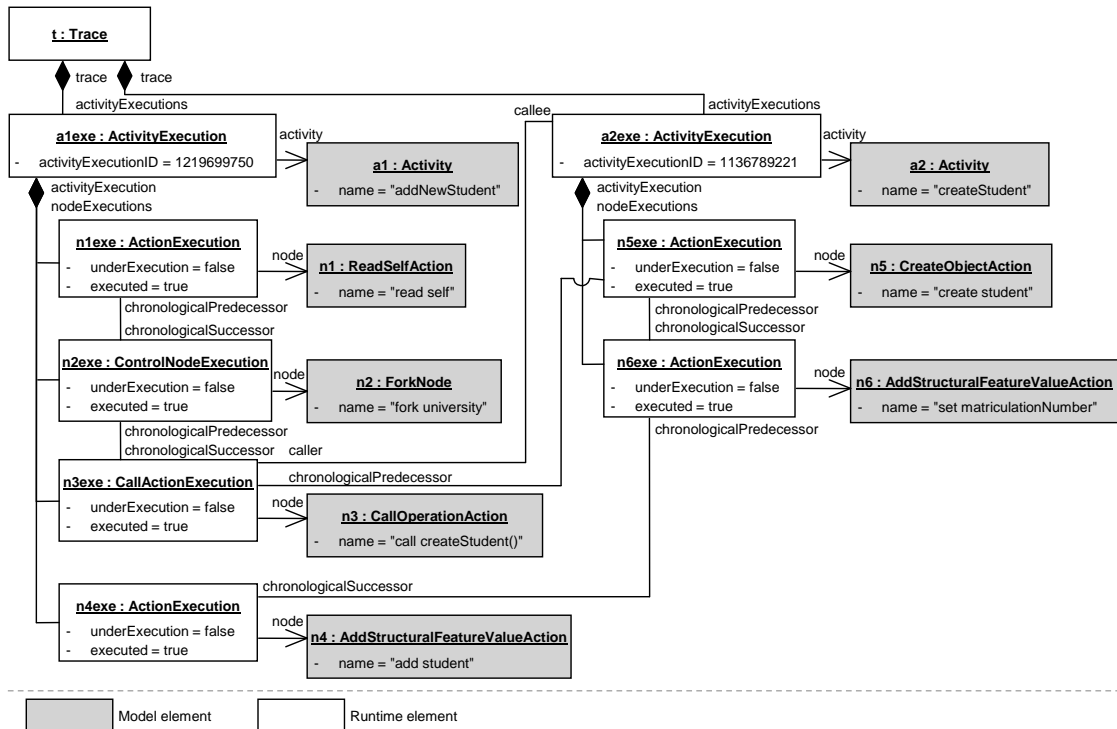 t : Trace
trace
trace
activityExecutions
callee
activityExecutions
a1exe : ActivityExecution
- activityExecutionID = 1219699750
activity
a1 : Activity
- name = "addNewStudent"
a2exe : ActivityExecution
- activityExecutionID = 1136789221
activity
a2 : Activity
- name = "createStudent"
activityExecution
nodeExecutions
activityExecution
nodeExecutions
n1exe : ActionExecution
- underExecution = false
- executed = true
node
n1 : ReadSelfAction
- name = "read self"
n5exe : ActionExecution
- underExecution = false
- executed = true
node
n5 : CreateObjectAction
- name = "create student"
chronologicalPredecessor
chronologicalSuccessor
chronologicalPredecessor
chronologicalSuccessor
n2exe : ControlNodeExecution
- underExecution = false
- executed = true
node
n2 : ForkNode
- name = "fork university"
n6exe : ActionExecution
- underExecution = false
- executed = true
node
n6 : AddStructuralFeatureValueAction
- name = "set matriculationNumber"
chronologicalPredecessor
chronologicalPredecessor
chronologicalSuccessor
caller
n3exe : CallActionExecution
- underExecution = false
- executed = true
chronologicalPredecessor
node
n3 : CallOperationAction
- name = "call createStudent()"
chronologicalSuccessor
n4exe : ActionExecution
- underExecution = false
- executed = true
node
n4 : AddStructuralFeatureValueAction
- name = "add student"
Model element
Runtime element